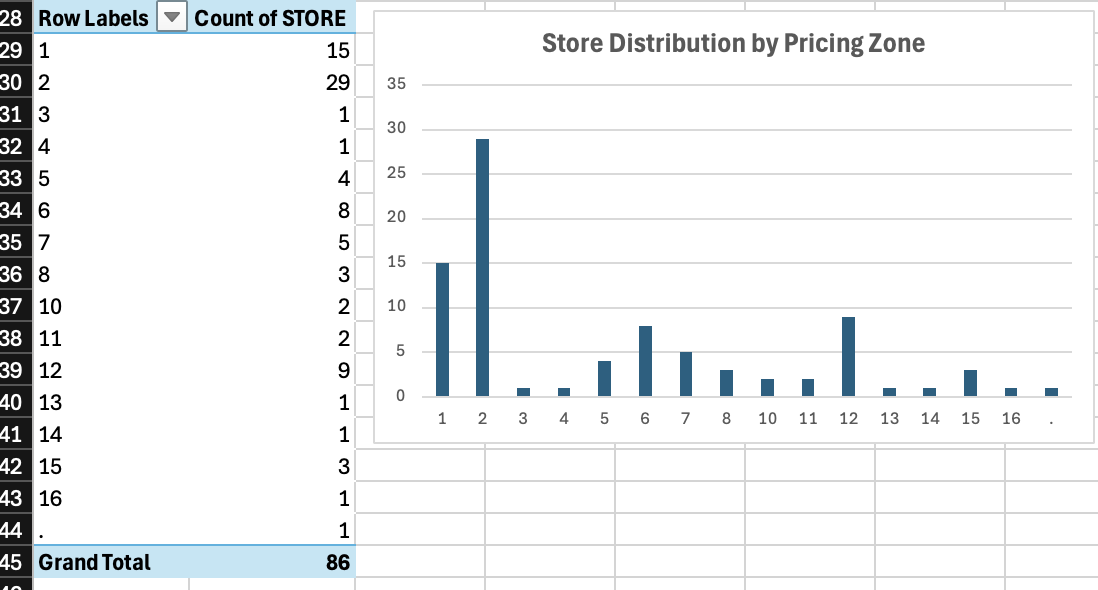 28 Row Labels Count of STORE
29 1 15
30 2 29
31 3 1
32 4 1
33 5 4
34 6 8
35 7 5
36 8 3
37 10 2
38 11 2
39 12 9
40 13 1
41 14 1
42 15 3
43 16 1
44 . 1
45 Grand Total 86
Store Distribution by Pricing Zone
35
30
25
20
15
10
5
0
1 2 3 4 5 6 7 8 10 11 12 13 14 15 16 .